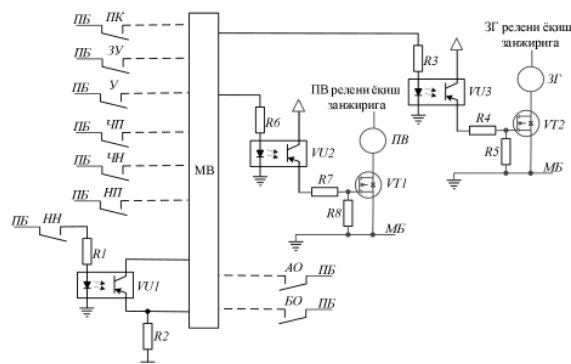 ПБ ПК
ПБ ЗУ
ПБ У
ПБ ЧП
ПБ ЧН
ПБ НП
ПБ НН
R1
VU1
R2
МВ
R6
VU2
ПВ релени ёқиш
занжирига
ПВ
R7
VT1
R8
МБ
R3
VU3
ЗГ релени ёқиш
занжирига
ЗГ
R4
VT2
R5
МБ
АО ПБ
БО ПБ